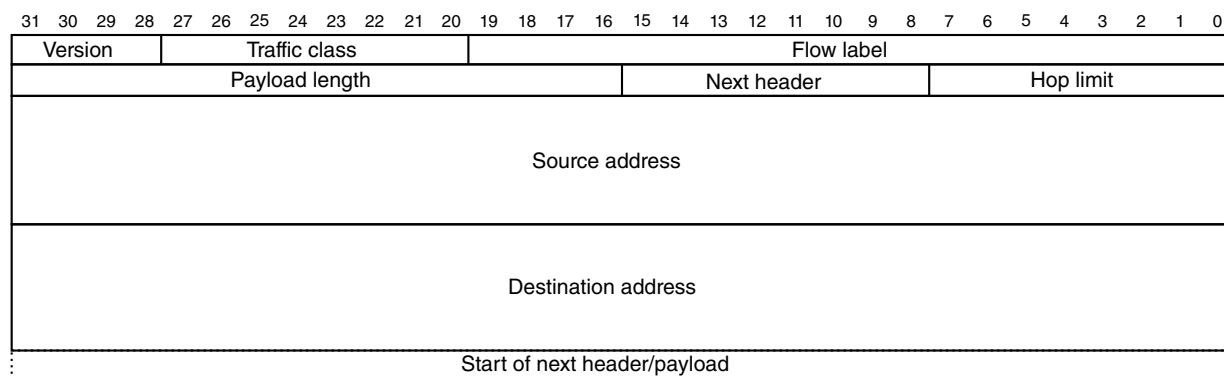 31 30 29 28 27 26 25 24 23 22 21 20 19 18 17 16 15 14 13 12 11 10 9 8 7 6 5 4 3 2 1 0
Version Traffic class Flow label
Payload length Next header Hop limit
Source address
Destination address
Start of next header/payload